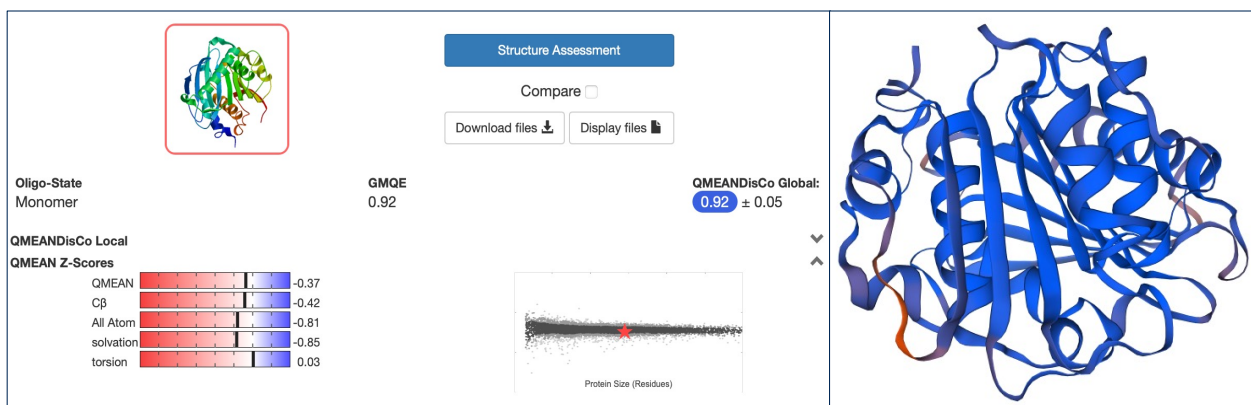 Structure Assessment
Compare
Download files
Display files
Oligo-State
Monomer
GMQE
0.92
QMEANDisCo Global:
0.92 ± 0.05
QMEANDisCo Local
QMEAN Z-Scores
QMEAN -0.37
Cβ -0.42
All Atom -0.81
solvation -0.85
torsion 0.03
Protein Size (Residues)